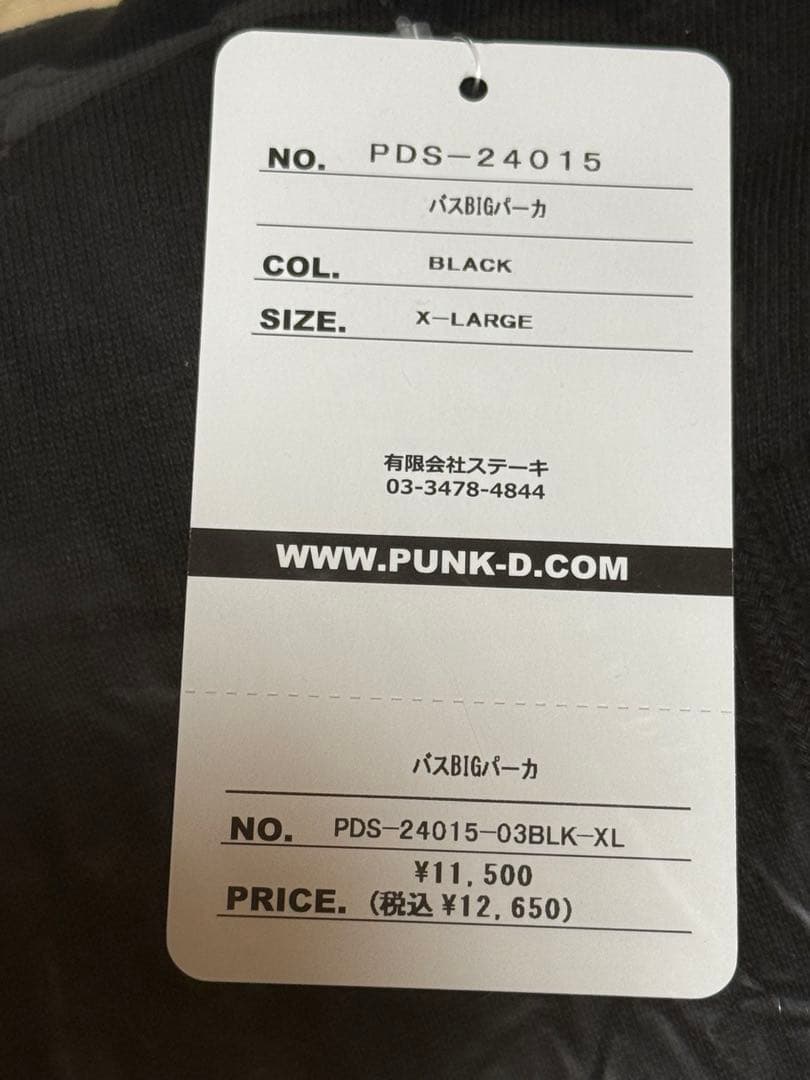 NO. PDS-24015
バスBIGパーカ
COL. BLACK
SIZE. X-LARGE
有限会社ステーキ
03-3478-4844
WWW.PUNK-D.COM
バスBIGパーカ
NO. PDS-24015-03BLK-XL
¥11,500
PRICE. (税込¥12,650)